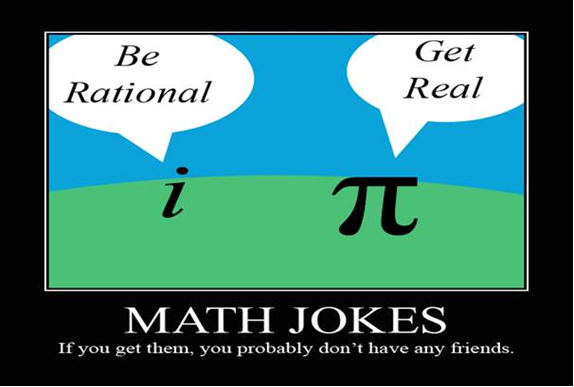 Be
Rational
Get
Real
i
π
MATH JOKES
If you get them, you probably don't have any friends.